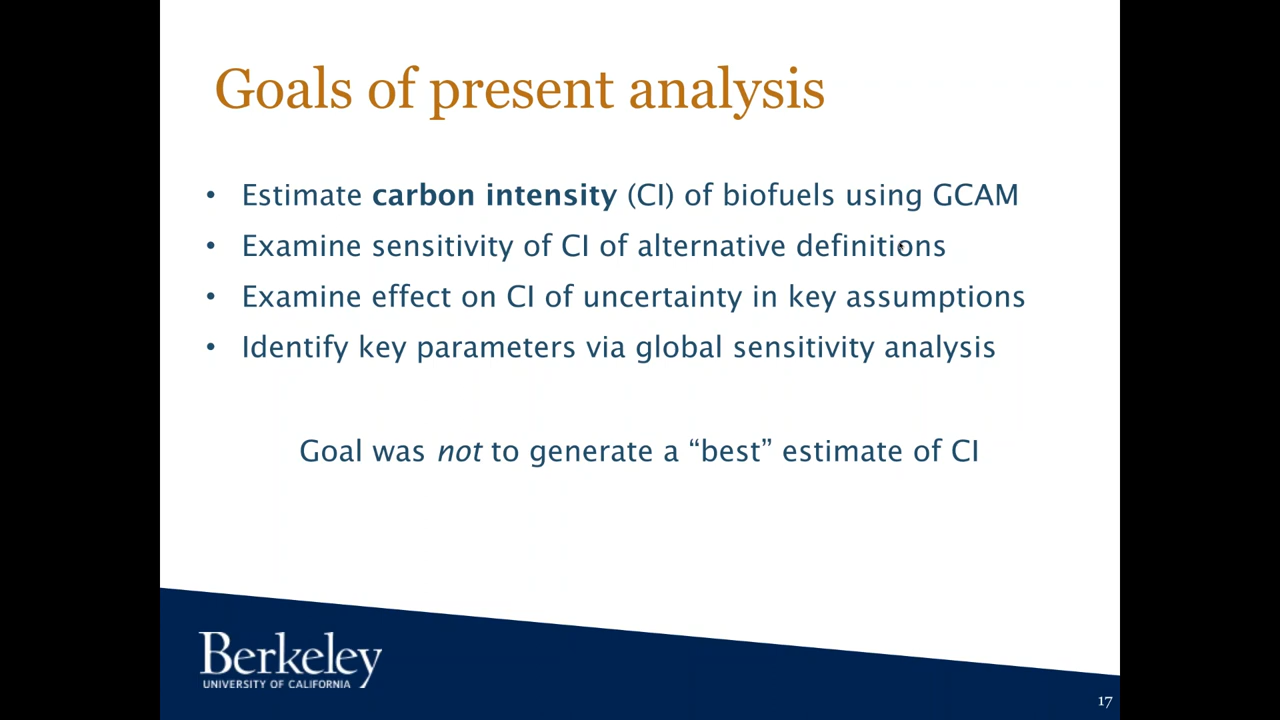 Goals of present analysis
• Estimate carbon intensity (CI) of biofuels using GCAM
• Examine sensitivity of CI of alternative definitions
• Examine effect on CI of uncertainty in key assumptions
• Identify key parameters via global sensitivity analysis
Goal was not to generate a “best” estimate of CI
Berkeley
UNIVERSITY OF CALIFORNIA
17